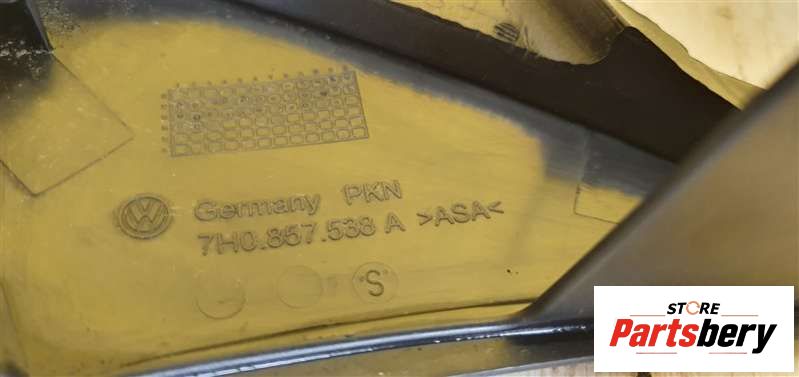 Germany PKN
7H0.857.538 A >ASA<
S
STORE
Partsbery